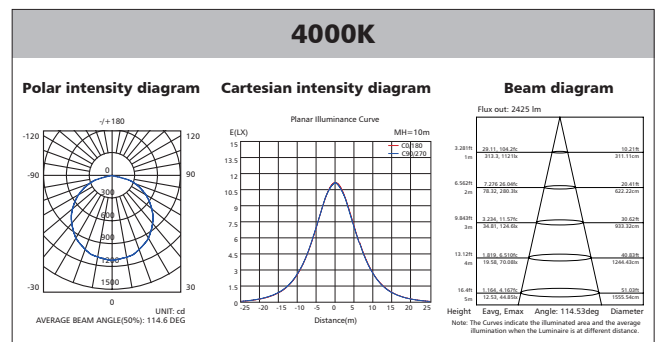 4000K
Polar intensity diagram
-/+180
-120
120
-90
90
0
300
600
900
1200
1500
-30
30
0
UNIT: cd
AVERAGE BEAM ANGLE(50%): 114.6 DEG
Cartesian intensity diagram
Planar Illuminance Curve
E(LX)
MH=10m
C0/180
C90/270
15
13.5
12
10.5
9
7.5
6
4.5
3
1.5
0
-25 -20 -15 -10 -5 0 5 10 15 20 25
Distance(m)
Beam diagram
Flux out: 2425 lm
3.281ft 29.11, 104.2fc 10.21ft
1m 313.3, 1121lx 311.11cm
6.562ft 7.276 26.04fc 20.41ft
2m 78.32, 280.3lx 622.22cm
9.843ft 3.234, 11.57fc 30.62ft
3m 34.81, 124.6lx 933.32cm
13.12ft 1.819, 6.510fc 40.83ft
4m 19.58, 70.08lx 1244.43cm
16.4ft 1.164, 4.167fc 51.03ft
5m 12.53, 44.85lx 1555.54cm
Height Eavg, Emax Angle: 114.53deg Diameter
Note: The Curves indicate the illuminated area and the average
illumination when the Luminaire is at different distance.